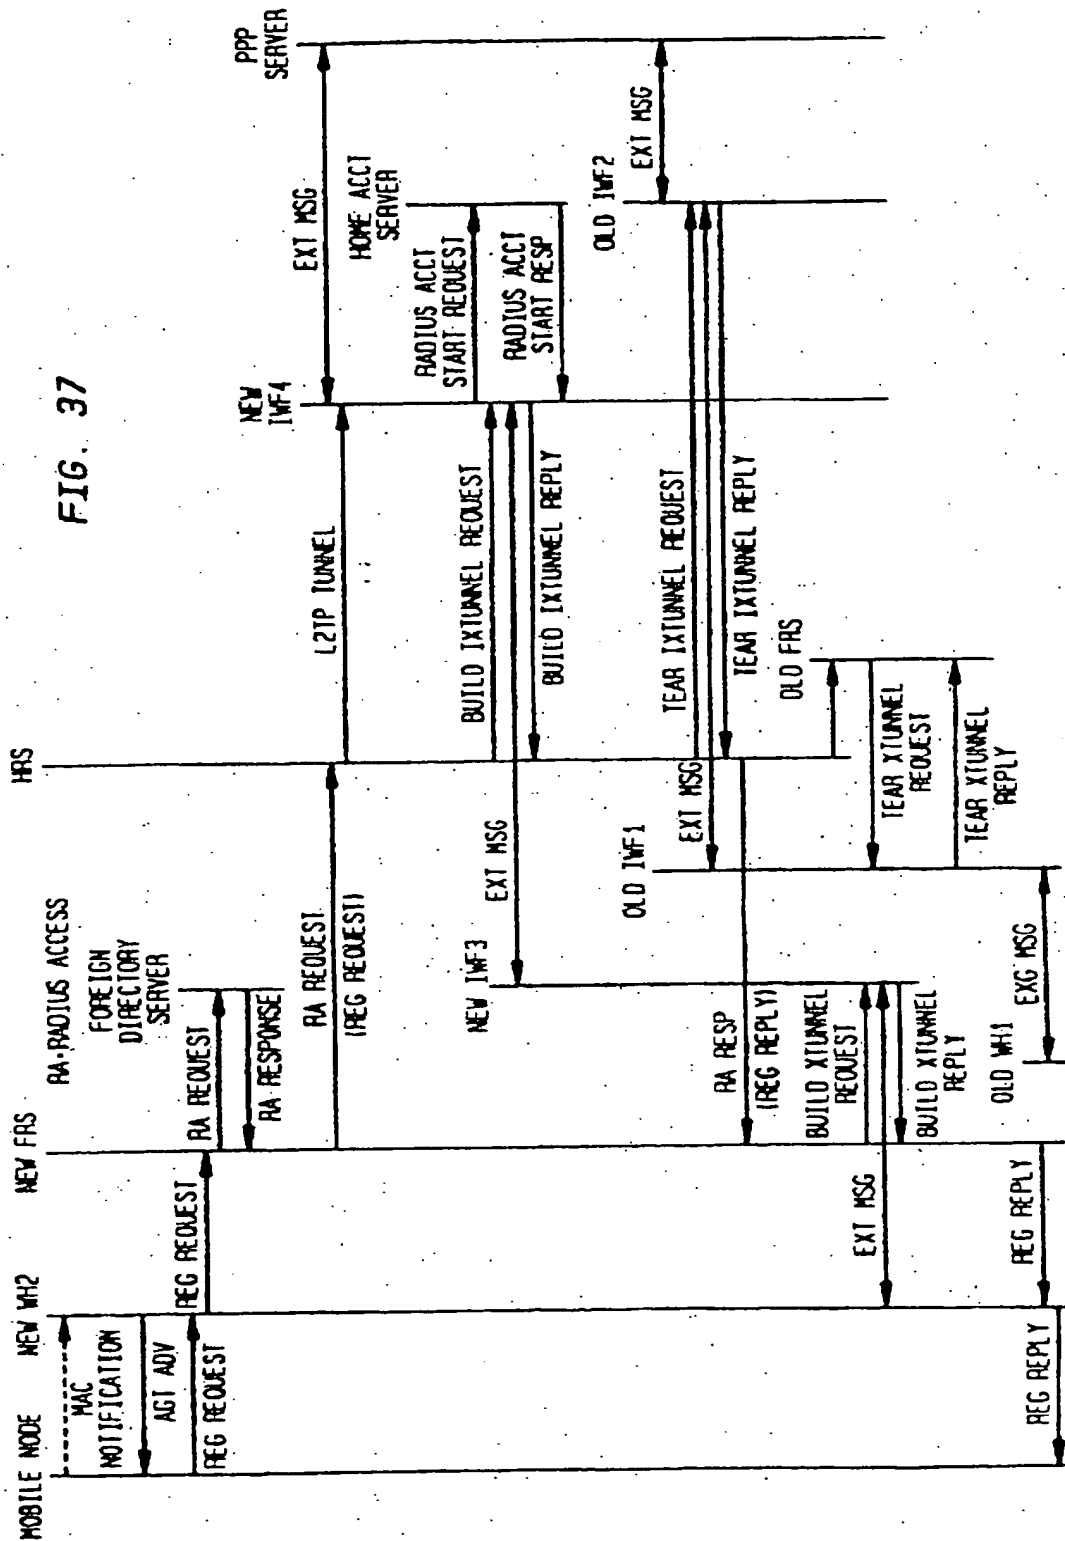 FIG. 37
MOBILE NODE
NEW WH2
NEW FRS
RA-RADIUS ACCESS
FOREIGN
DIRECTORY
SERVER
HRS
NEW
IWF4
HOME ACCT
SERVER
PPP
SERVER
MAC
NOTIFICATION
AGT ADV
REG REQUEST
REG REQUEST
RA REQUEST
RA RESPONSE
RA REQUEST
(REG REQUEST)
L2TP TUNNEL
EXT MSG
RADIUS ACCT
START REQUEST
RADIUS ACCT
START RESP
BUILD IXTUNNEL REQUEST
EXT MSG
BUILD IXTUNNEL REPLY
NEW IWF3
OLD IWF1
OLD IWF2
EXT MSG
TEAR IXTUNNEL REQUEST
EXT MSG
TEAR IXTUNNEL REPLY
RA RESP
(REG REPLY)
OLD FRS
BUILD XTUNNEL
REQUEST
EXT MSG
BUILD XTUNNEL
REPLY
TEAR XTUNNEL
REQUEST
TEAR XTUNNEL
REPLY
OLD WH1
EXG MSG
REG REPLY
REG REPLY